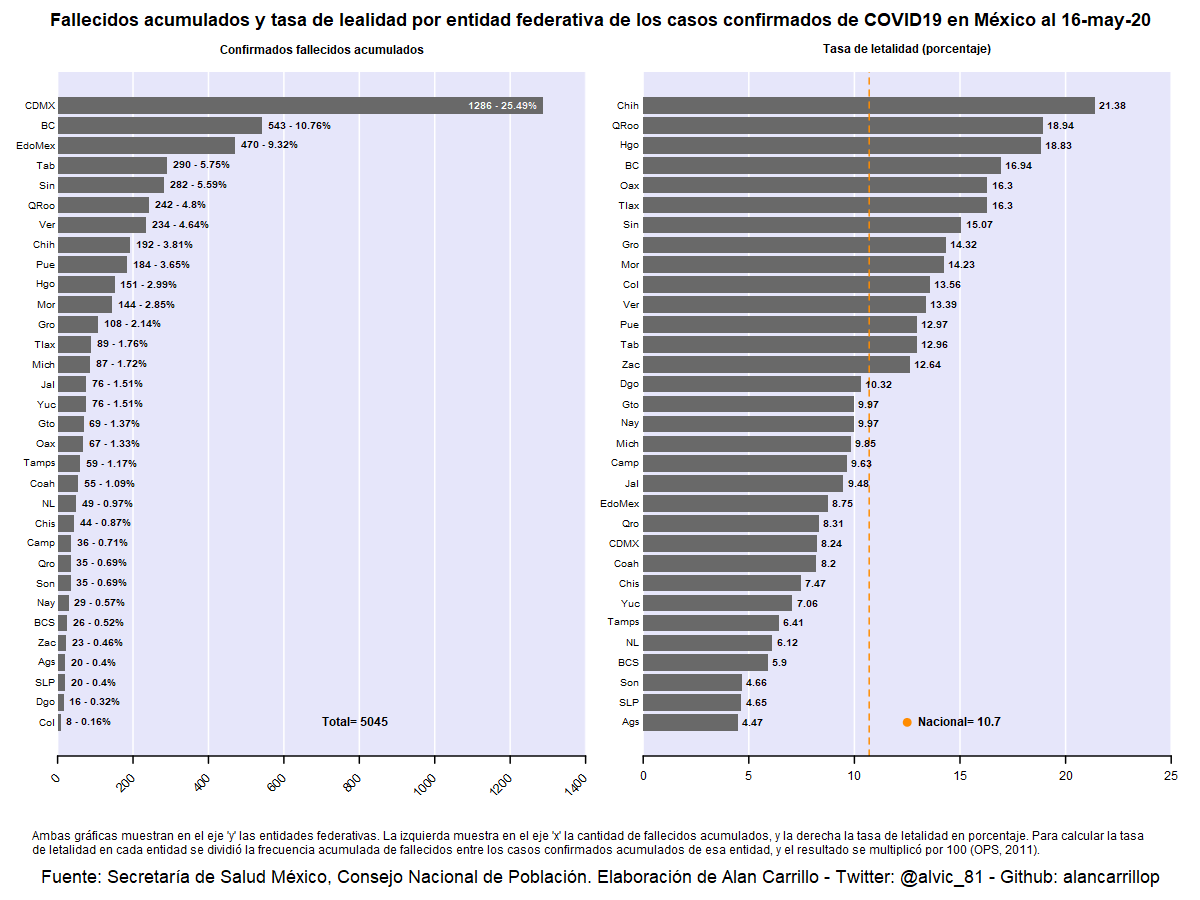 Fallecidos acumulados y tasa de lealidad por entidad federativa de los casos confirmados de COVID19 en México al 16-may-20
Confirmados fallecidos acumulados
CDMX 1286 - 25.49%
BC 543 - 10.76%
EdoMex 470 - 9.32%
Tab 290 - 5.75%
Sin 282 - 5.59%
QRoo 242 - 4.8%
Ver 234 - 4.64%
Chih 192 - 3.81%
Pue 184 - 3.65%
Hgo 151 - 2.99%
Mor 144 - 2.85%
Gro 108 - 2.14%
Tlax 89 - 1.76%
Mich 87 - 1.72%
Jal 76 - 1.51%
Yuc 76 - 1.51%
Gto 69 - 1.37%
Oax 67 - 1.33%
Tamps 59 - 1.17%
Coah 55 - 1.09%
NL 49 - 0.97%
Chis 44 - 0.87%
Camp 36 - 0.71%
Qro 35 - 0.69%
Son 35 - 0.69%
Nay 29 - 0.57%
BCS 26 - 0.52%
Zac 23 - 0.46%
Ags 20 - 0.4%
SLP 20 - 0.4%
Dgo 16 - 0.32%
Col 8 - 0.16%
Total= 5045
0 200 400 600 800 1000 1200 1400
Tasa de letalidad (porcentaje)
Chih 21.38
QRoo 18.94
Hgo 18.83
BC 16.94
Oax 16.3
Tlax 16.3
Sin 15.07
Gro 14.32
Mor 14.23
Col 13.56
Ver 13.39
Pue 12.97
Tab 12.96
Zac 12.64
Dgo 10.32
Gto 9.97
Nay 9.97
Mich 9.85
Camp 9.63
Jal 9.48
EdoMex 8.75
Qro 8.31
CDMX 8.24
Coah 8.2
Chis 7.47
Yuc 7.06
Tamps 6.41
NL 6.12
BCS 5.9
Son 4.66
SLP 4.65
Ags 4.47
Nacional= 10.7
0 5 10 15 20 25
Ambas gráficas muestran en el eje 'y' las entidades federativas. La izquierda muestra en el eje 'x' la cantidad de fallecidos acumulados, y la derecha la tasa de letalidad en porcentaje. Para calcular la tasa
de letalidad en cada entidad se dividió la frecuencia acumulada de fallecidos entre los casos confirmados acumulados de esa entidad, y el resultado se multiplicó por 100 (OPS, 2011).
Fuente: Secretaría de Salud México, Consejo Nacional de Población. Elaboración de Alan Carrillo - Twitter: @alvic_81 - Github: alancarrillop